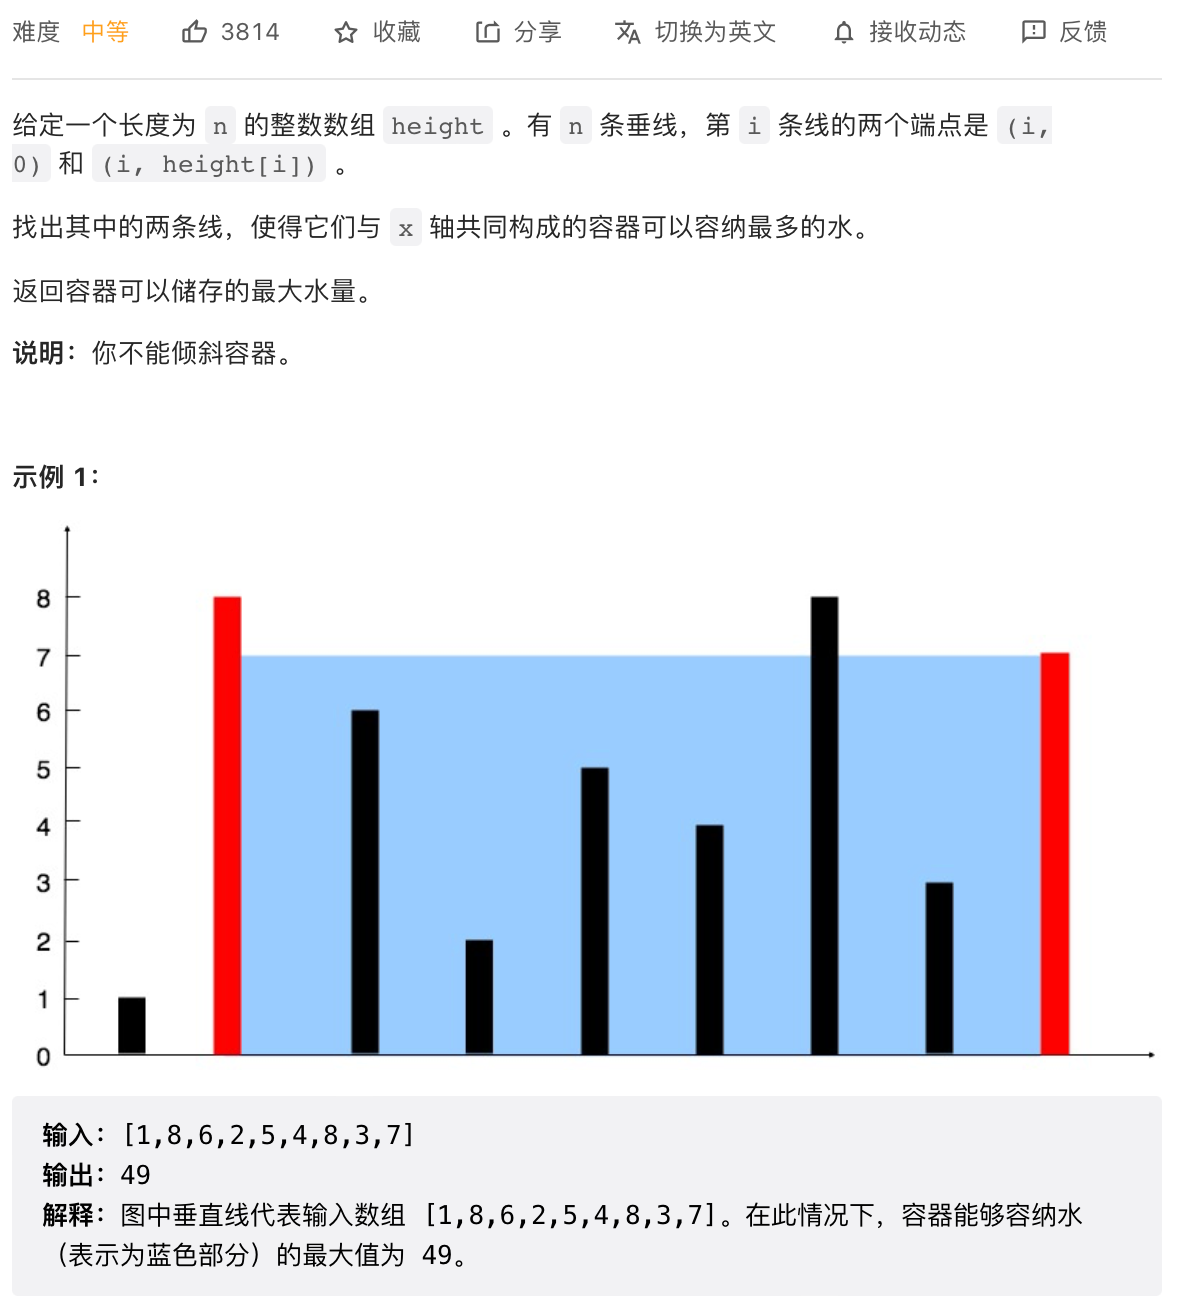 难度 中等 3814 收藏 分享 切换为英文 接收动态 反馈
给定一个长度为 n 的整数数组 height 。有 n 条垂线，第 i 条线的两个端点是 (i,
0) 和 (i, height[i]) 。
找出其中的两条线，使得它们与 x 轴共同构成的容器可以容纳最多的水。
返回容器可以储存的最大水量。
说明：你不能倾斜容器。
示例 1：
8
7
6
5
4
3
2
1
0
输入：[1,8,6,2,5,4,8,3,7]
输出：49
解释：图中垂直线代表输入数组 [1,8,6,2,5,4,8,3,7]。在此情况下，容器能够容纳水
（表示为蓝色部分）的最大值为 49。